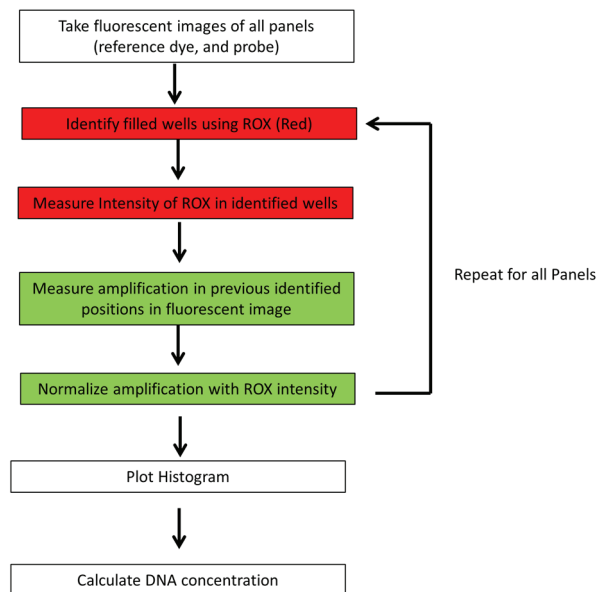 Take fluorescent images of all panels
(reference dye, and probe)
Identify filled wells using ROX (Red)
Measure Intensity of ROX in identified wells
Repeat for all Panels
Measure amplification in previous identified
positions in fluorescent image
Normalize amplification with ROX intensity
Plot Histogram
Calculate DNA concentration